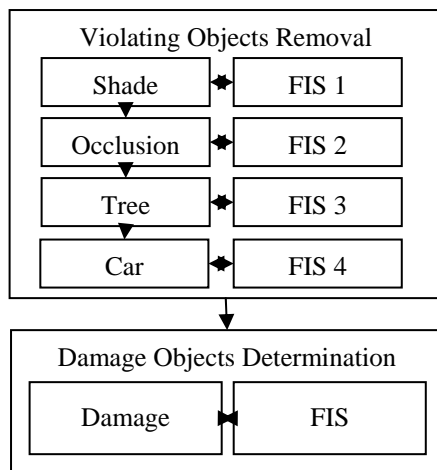 Violating Objects Removal
Shade FIS 1
Occlusion FIS 2
Tree FIS 3
Car FIS 4
Damage Objects Determination
Damage FIS